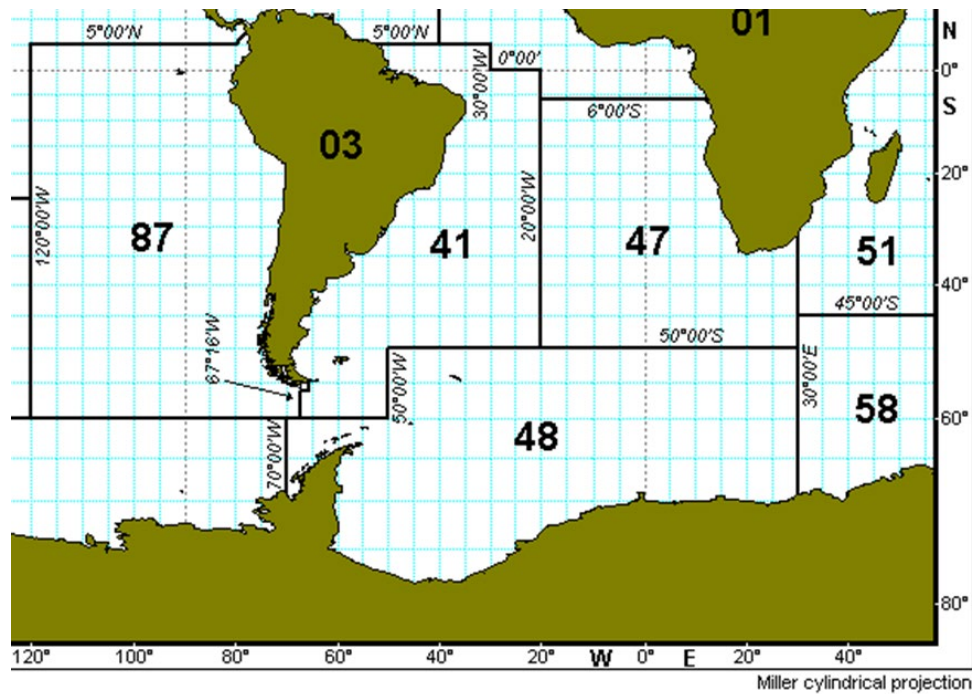 01
N
5°00'N
5°00'N
0°00'
0°
30°00'W
S
6°00'S
03
20°
120°00'W
20°00'W
87
41
47
51
40°
45°00'S
67°16'W
50°00'S
50°00'W
30°00'E
58
60°
48
70°00'W
80°
120° 100° 80° 60° 40° 20° W 0° E 20° 40°
Miller cylindrical projection